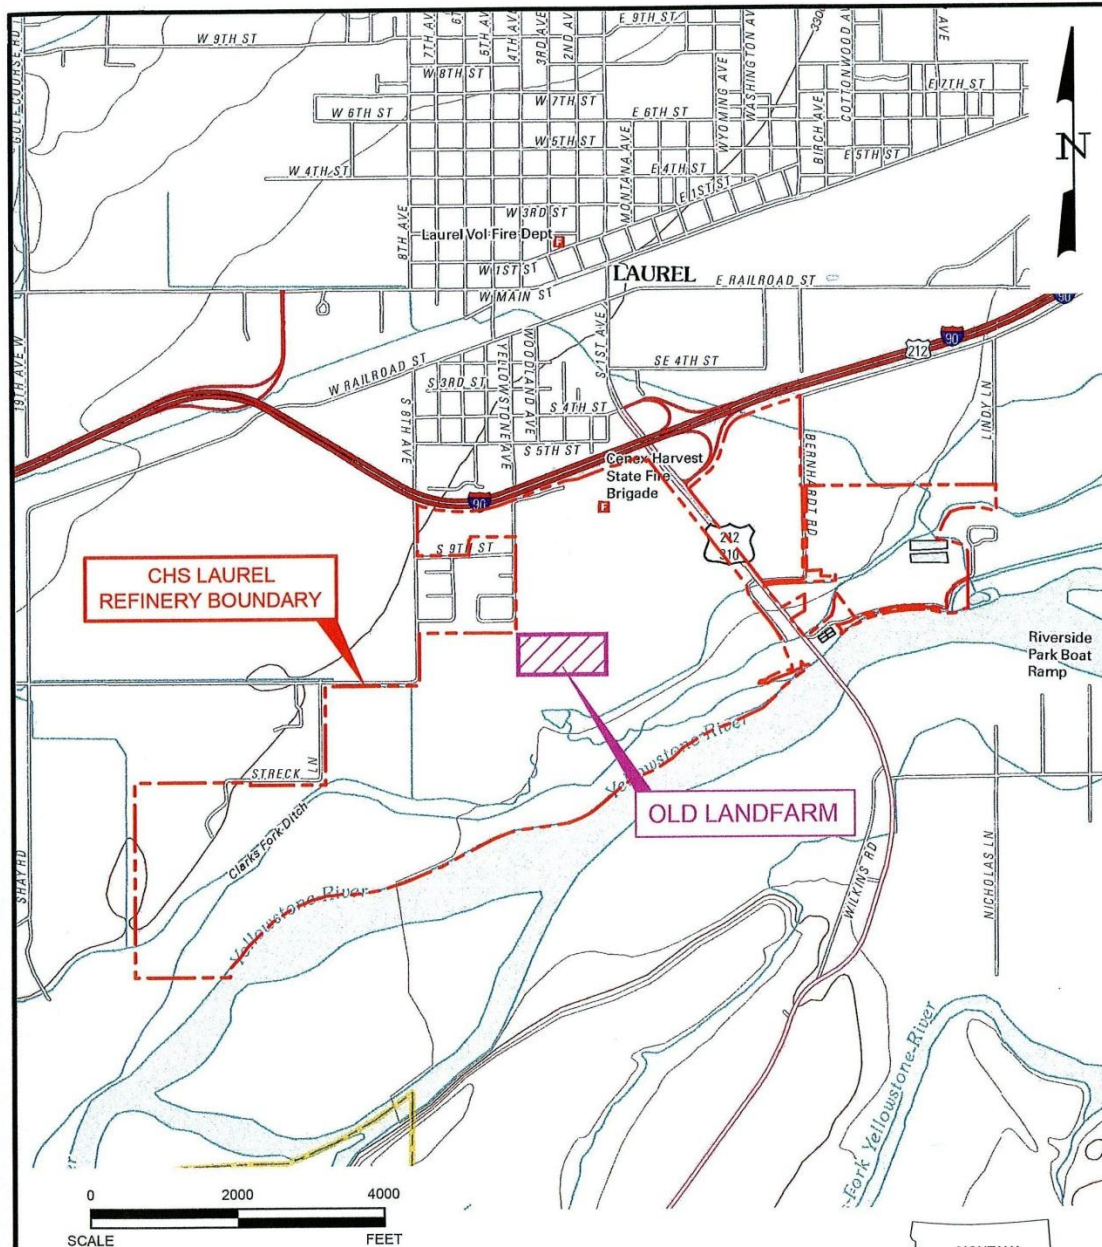 W 9TH ST
E 9TH ST
7TH AVE
5TH AVE
4TH AVE
3RD AVE
2ND AVE
WYOMING AVE
WASHINGTON AV
COTTONWOOD AV
AVE
330
W 8TH ST
W 7TH ST
E 7TH ST
W 6TH ST
E 6TH ST
W 5TH ST
BIRCH AVE
E 5TH ST
W 4TH ST
E 4TH ST
MONTANA AVE
E 1ST ST
N
W 3RD ST
8TH AVE
Laurel Vol Fire Dept
F
W 1ST ST
LAUREL
W MAIN ST
E RAILROAD ST
90
19TH AVE W
W RAILROAD ST
S 1ST AVE
212
90
SE 4TH ST
S 3RD ST
YELLOWSTONE AVE
WOODLAND AVE
LINDY LN
S 8TH AVE
S 4TH ST
S 5TH ST
BERNHARDT RD
Cenex Harvest
State Fire
Brigade
F
90
212
310
S 9TH ST
CHS LAUREL
REFINERY BOUNDARY
Riverside
Park Boat
Ramp
STRECK LN
Yellowstone River
OLD LANDFARM
Clarks Fork Ditch
SHAY RD
Yellowstone River
WILKINS RD
NICHOLAS LN
Fork Yellowstone River
0 2000 4000
SCALE FEET